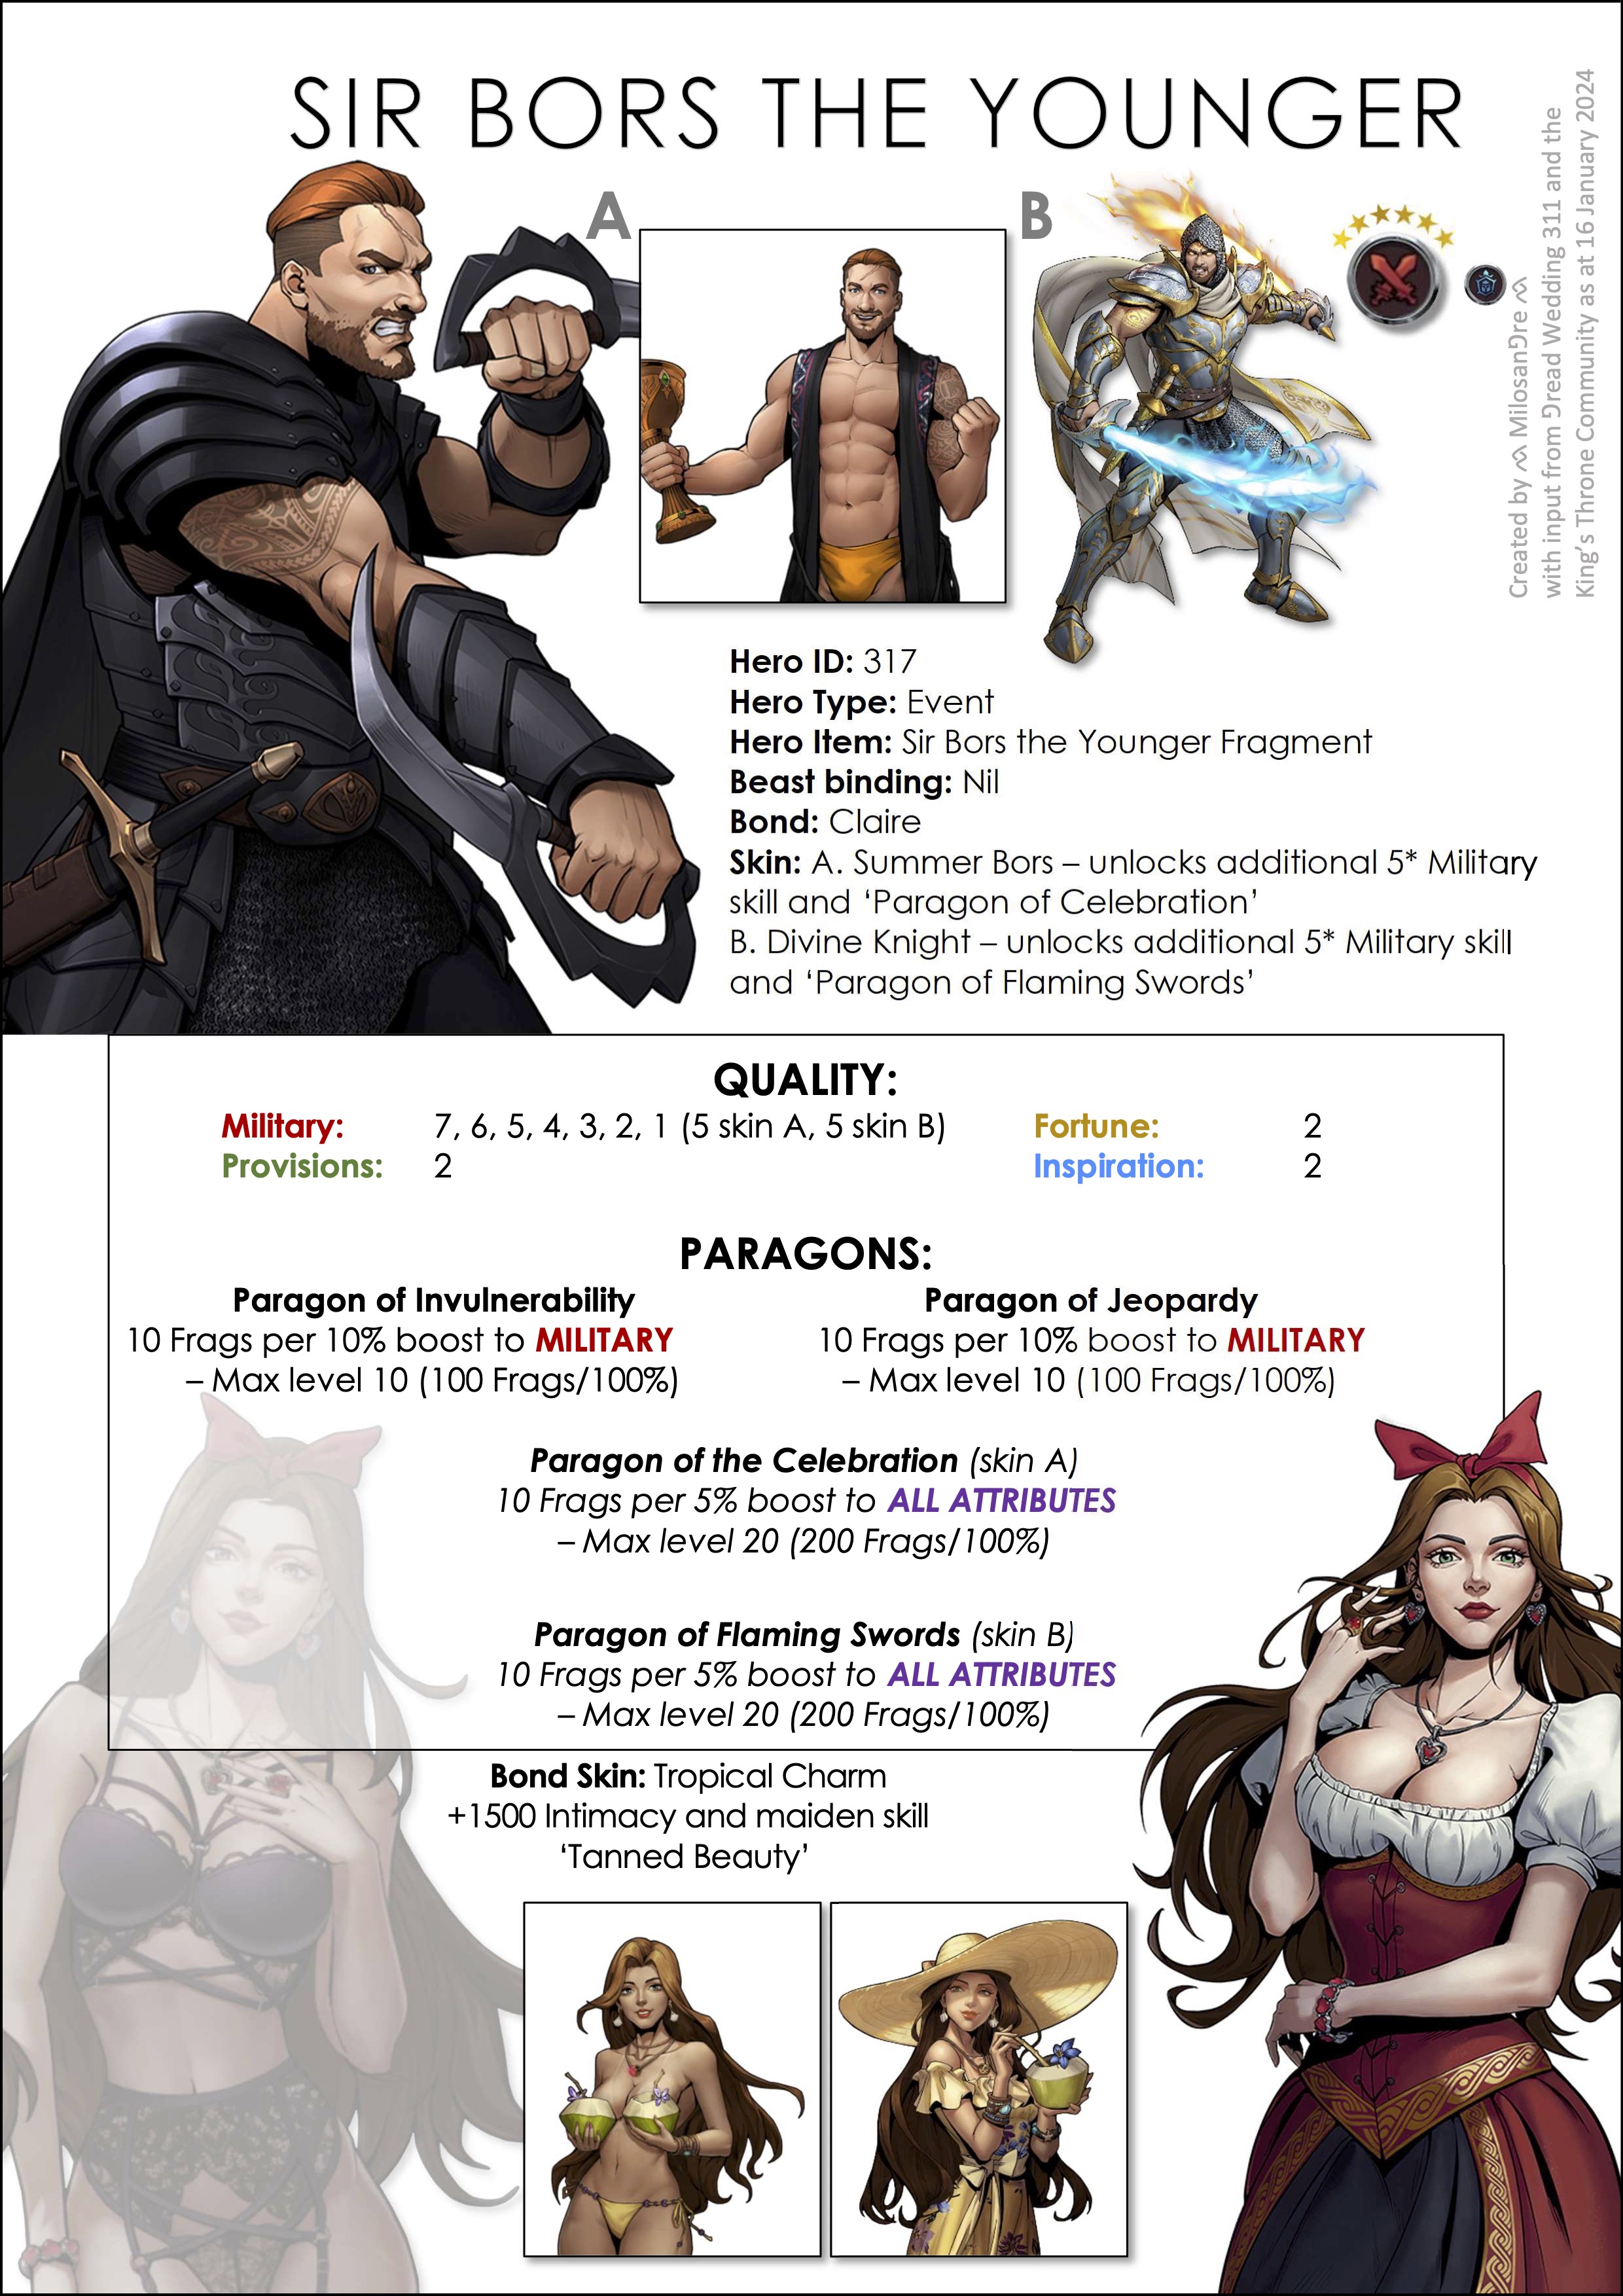 SIR BORS THE YOUNGER
A
B
Created by MilosanDre
with input from Dread Wedding 311 and the
King's Throne Community as at 16 January 2024
Hero ID: 317
Hero Type: Event
Hero Item: Sir Bors the Younger Fragment
Beast binding: Nil
Bond: Claire
Skin: A. Summer Bors – unlocks additional 5* Military
skill and ‘Paragon of Celebration’
B. Divine Knight – unlocks additional 5* Military skill
and ‘Paragon of Flaming Swords’
QUALITY:
Military: 7, 6, 5, 4, 3, 2, 1 (5 skin A, 5 skin B) Fortune: 2
Provisions: 2 Inspiration: 2
PARAGONS:
Paragon of Invulnerability
10 Frags per 10% boost to MILITARY
– Max level 10 (100 Frags/100%)
Paragon of Jeopardy
10 Frags per 10% boost to MILITARY
– Max level 10 (100 Frags/100%)
Paragon of the Celebration (skin A)
10 Frags per 5% boost to ALL ATTRIBUTES
– Max level 20 (200 Frags/100%)
Paragon of Flaming Swords (skin B)
10 Frags per 5% boost to ALL ATTRIBUTES
– Max level 20 (200 Frags/100%)
Bond Skin: Tropical Charm
+1500 Intimacy and maiden skill
‘Tanned Beauty’